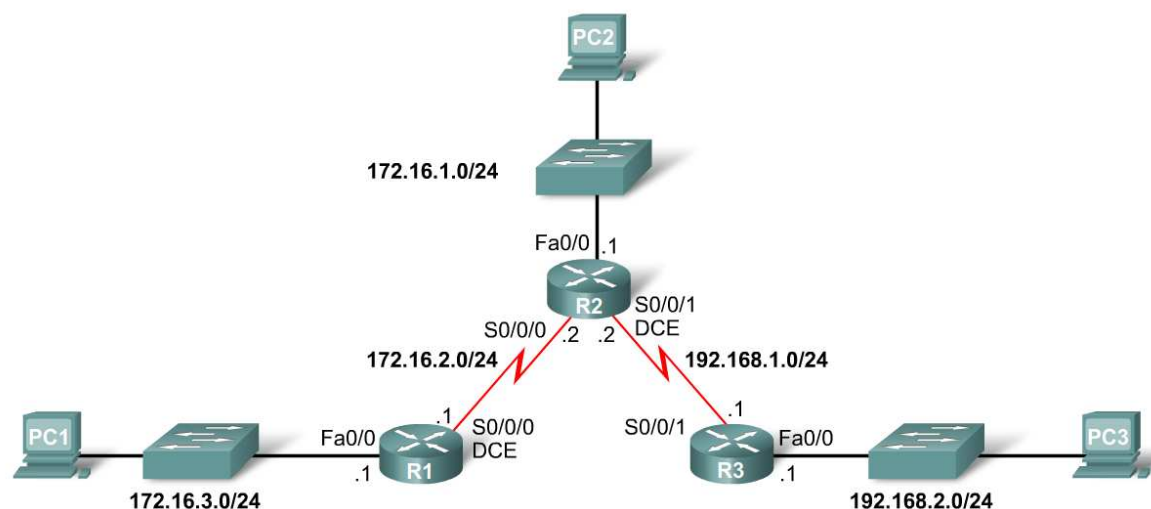 PC2
172.16.1.0/24
Fa0/0 .1
R2
S0/0/1
DCE
S0/0/0
.2 .2
172.16.2.0/24
192.168.1.0/24
PC1
172.16.3.0/24
Fa0/0
.1
R1
.1
S0/0/0
DCE
S0/0/1
.1
R3
Fa0/0
.1
192.168.2.0/24
PC3